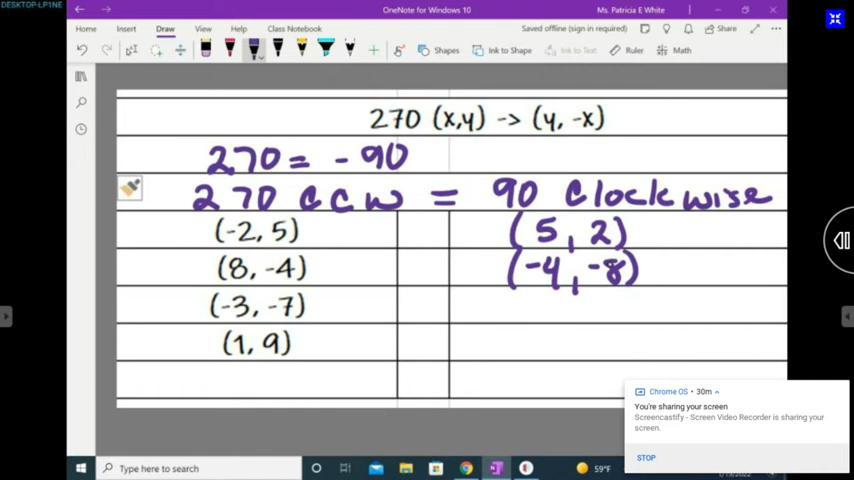 DESKTOP-LP1NE
OneNote for Windows 10
Ms. Patricia E White
Home Insert Draw View Help Class Notebook
Saved offline (sign in required)
Share
Shapes Ink to Shape Ink to Text Ruler Math
270 (x,y) -> (y, -x)
270 = - 90
270 CCW = 90 Clockwise
(-2, 5) (5, 2)
(8, -4) (-4, -8)
(-3, -7)
(1, 9)
Chrome OS • 30m
You're sharing your screen
Screencastify - Screen Video Recorder is sharing your
screen.
STOP
Type here to search
59°F